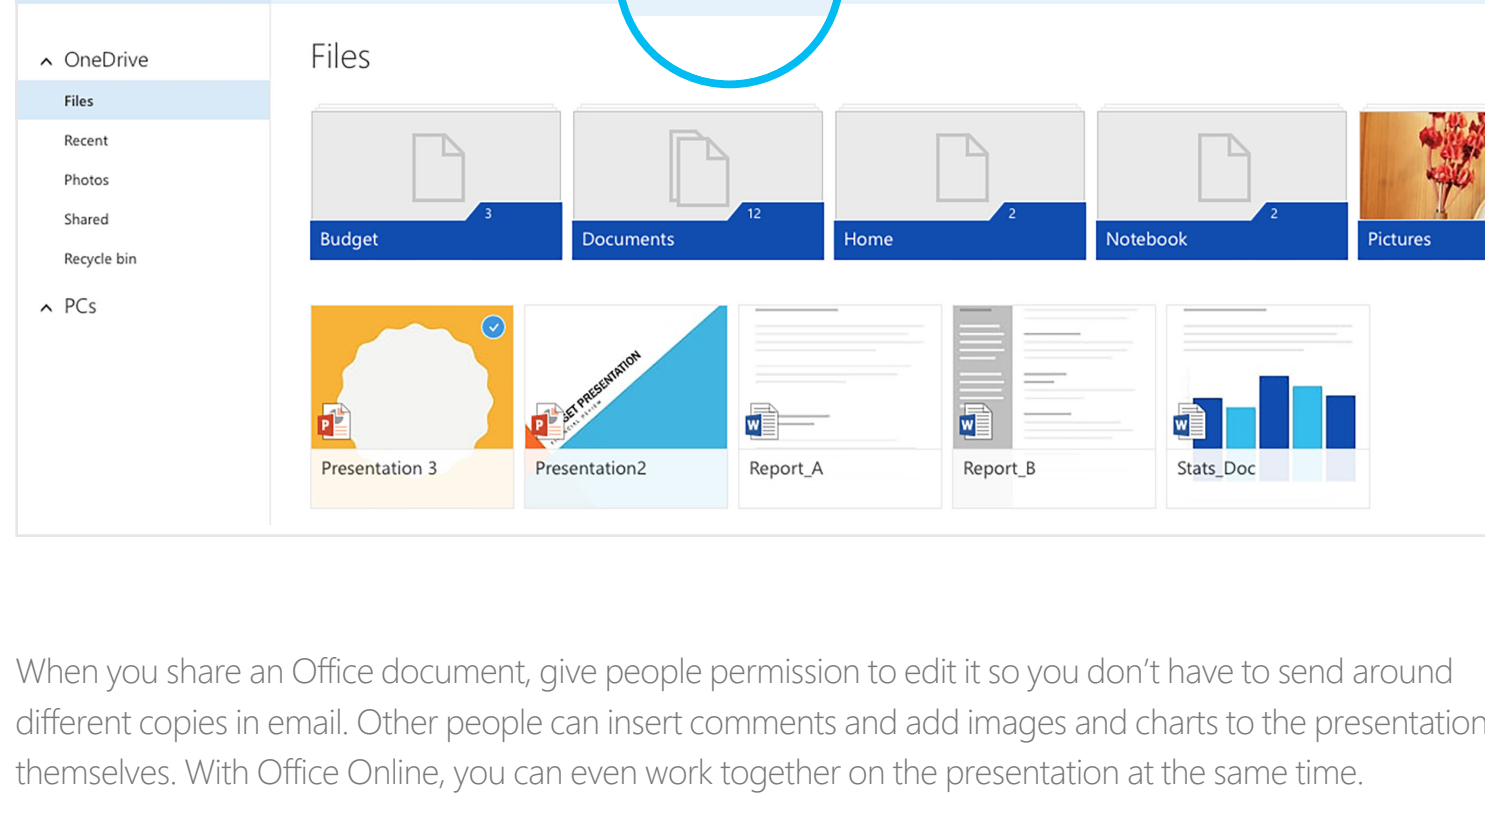 OneDrive
Files
Recent
Photos
Shared
Recycle bin
PCs
Files
3
Budget
12
Documents
2
Home
2
Notebook
Pictures
P
Presentation 3
SET PRESENTATION
P
Presentation2
W
Report_A
W
Report_B
W
Stats_Doc
When you share an Office document, give people permission to edit it so you don’t have to send around
different copies in email. Other people can insert comments and add images and charts to the presentation
themselves. With Office Online, you can even work together on the presentation at the same time.